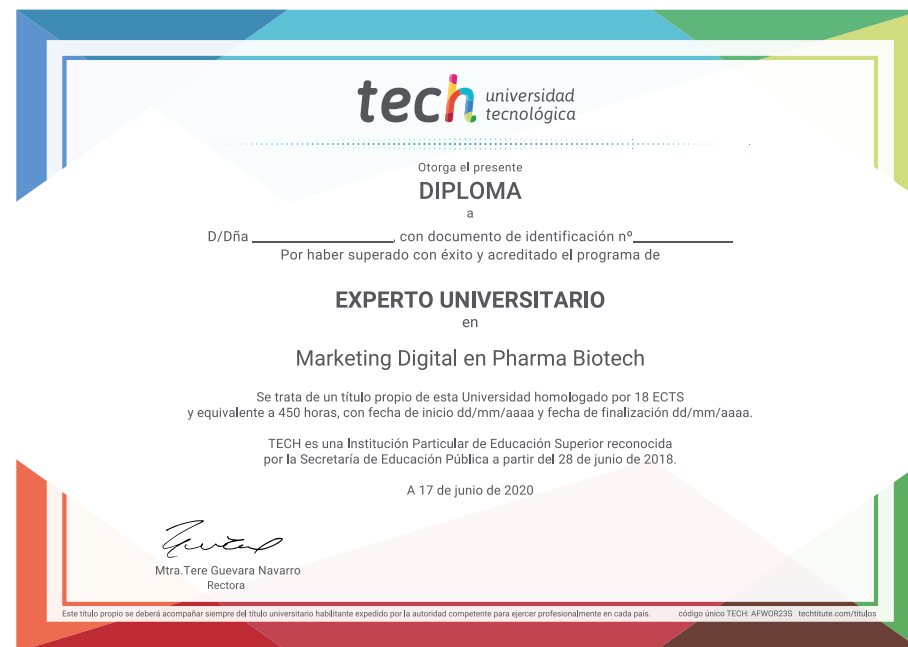 tech universidad
tecnológica
Otorga el presente
DIPLOMA
a
D/Dña ____________________, con documento de identificación nº______________
Por haber superado con éxito y acreditado el programa de
EXPERTO UNIVERSITARIO
en
Marketing Digital en Pharma Biotech
Se trata de un título propio de esta Universidad homologado por 18 ECTS
y equivalente a 450 horas, con fecha de inicio dd/mm/aaaa y fecha de finalización dd/mm/aaaa.
TECH es una Institución Particular de Educación Superior reconocida
por la Secretaría de Educación Pública a partir del 28 de junio de 2018.
A 17 de junio de 2020
Mtra.Tere Guevara Navarro
Rectora
Este título propio se deberá acompañar siempre del título universitario habilitante expedido por la autoridad competente para ejercer profesionalmente en cada país. código único TECH: AFWOR23S techtitute.com/titulos